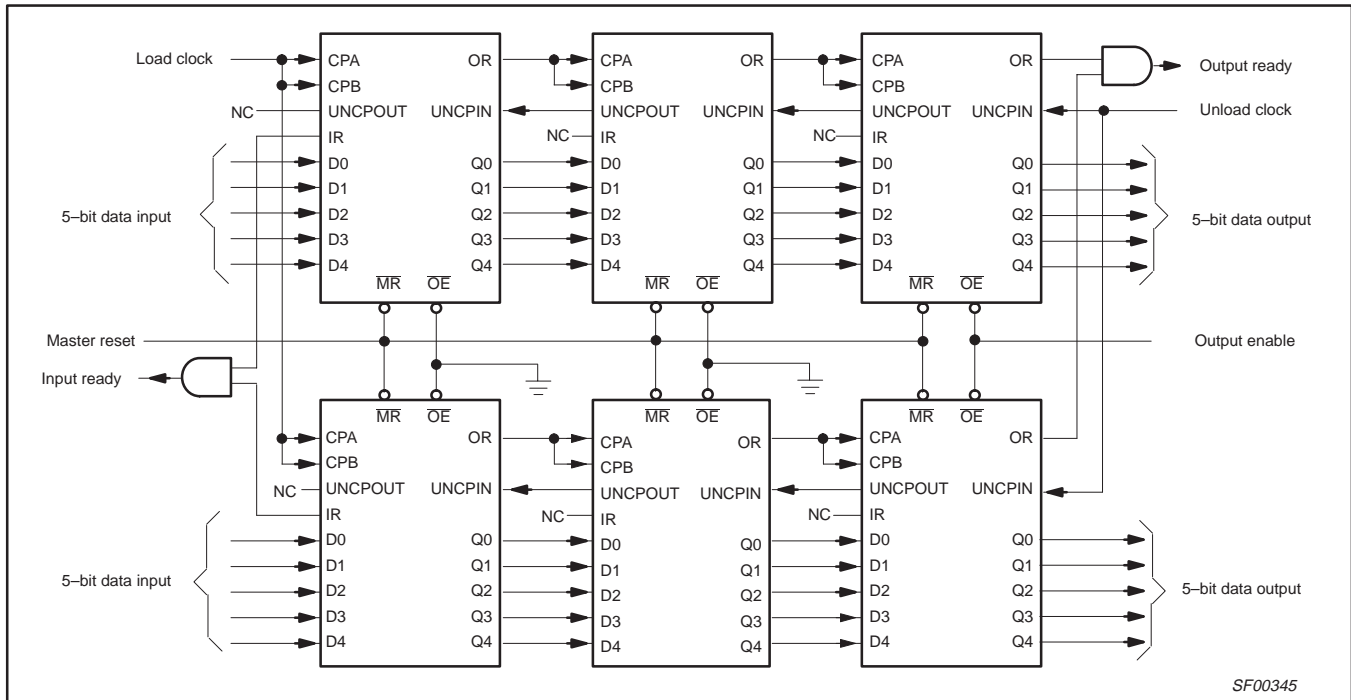 Load clock
CPA OR CPA OR CPA OR Output ready
CPB CPB CPB
NC UNCPOUT UNCPIN UNCPOUT UNCPIN UNCPOUT UNCPIN Unload clock
IR NC IR NC IR
D0 Q0 D0 Q0 D0 Q0
D1 Q1 D1 Q1 D1 Q1
5–bit data input D2 Q2 D2 Q2 D2 Q2 5–bit data output
D3 Q3 D3 Q3 D3 Q3
D4 Q4 D4 Q4 D4 Q4
MR OE MR OE MR OE
Master reset Output enable
Input ready
MR OE MR OE MR OE
CPA OR CPA OR CPA OR
CPB CPB CPB
NC UNCPOUT UNCPIN UNCPOUT UNCPIN UNCPOUT UNCPIN
IR NC IR NC IR
D0 Q0 D0 Q0 D0 Q0
D1 Q1 D1 Q1 D1 Q1
5–bit data input D2 Q2 D2 Q2 D2 Q2 5–bit data output
D3 Q3 D3 Q3 D3 Q3
D4 Q4 D4 Q4 D4 Q4
SF00345